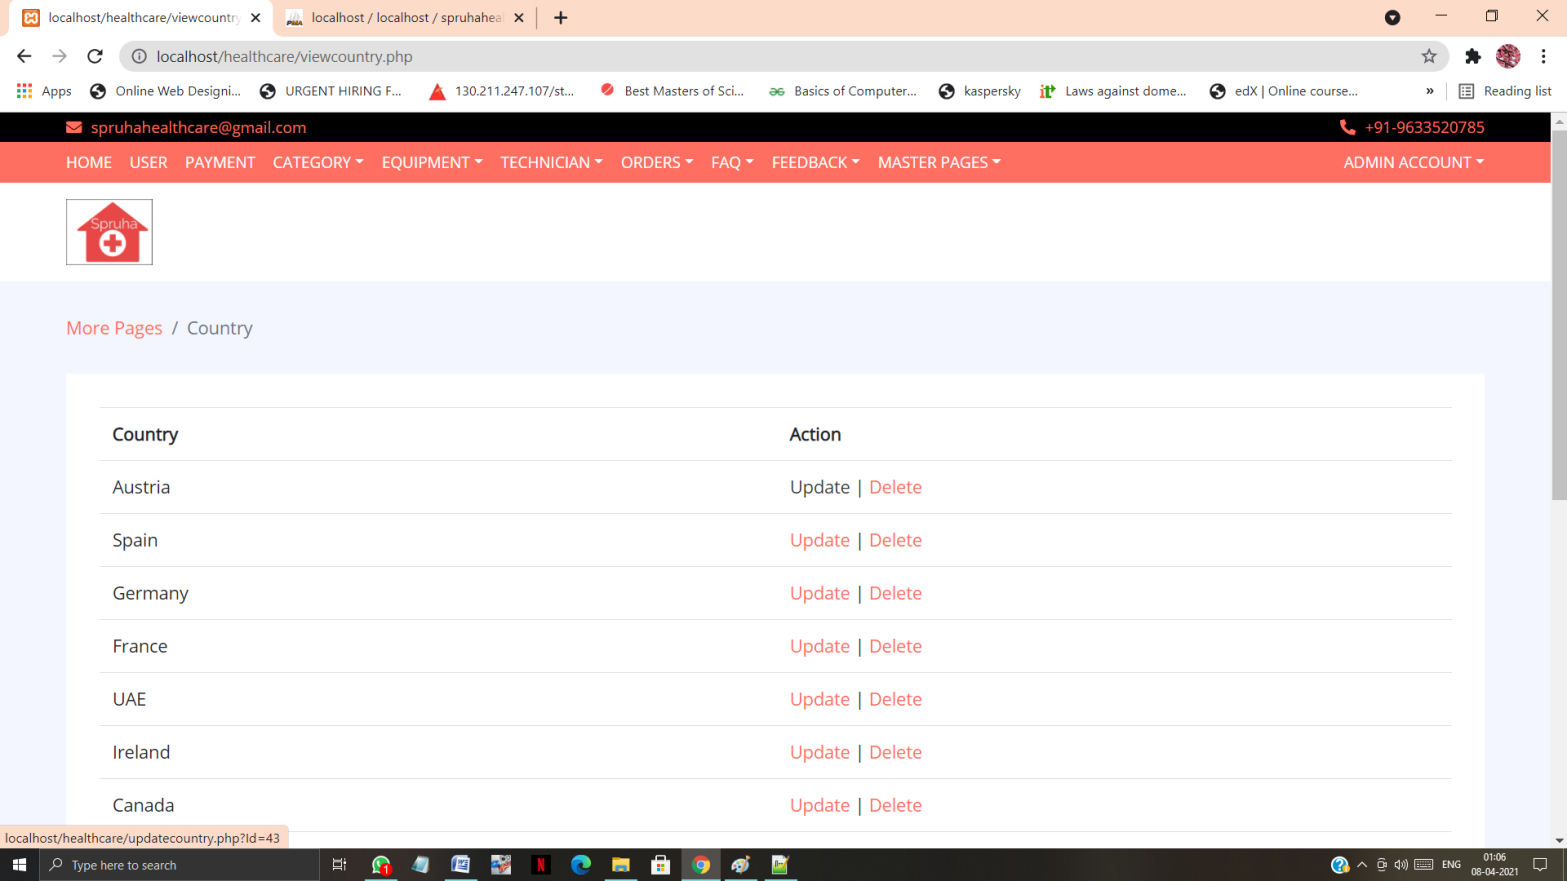 localhost/healthcare/viewcountry
localhost / localhost / spruhaheal
localhost/healthcare/viewcountry.php
Apps
Online Web Designi...
URGENT HIRING F...
130.211.247.107/st...
Best Masters of Sci...
Basics of Computer...
kaspersky
Laws against dome...
edX | Online course...
»
Reading list
spruhahealthcare@gmail.com
+91-9633520785
HOME
USER
PAYMENT
CATEGORY
EQUIPMENT
TECHNICIAN
ORDERS
FAQ
FEEDBACK
MASTER PAGES
ADMIN ACCOUNT
Spruha
More Pages / Country
Country Action
Austria Update | Delete
Spain Update | Delete
Germany Update | Delete
France Update | Delete
UAE Update | Delete
Ireland Update | Delete
Canada Update | Delete
localhost/healthcare/updatecountry.php?Id=43
Type here to search
1
ENG
01:06
08-04-2021